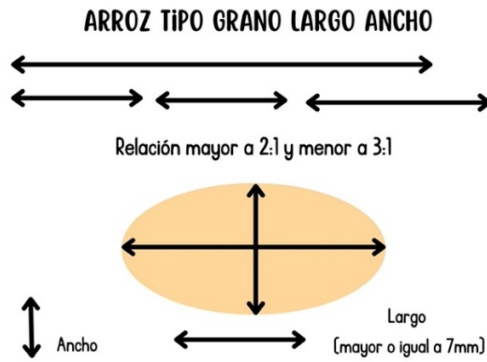 ARROZ TIPO GRANO LARGO ANCHO
Relación mayor a 2:1 y menor a 3:1
Ancho
Largo
(mayor o igual a 7mm)